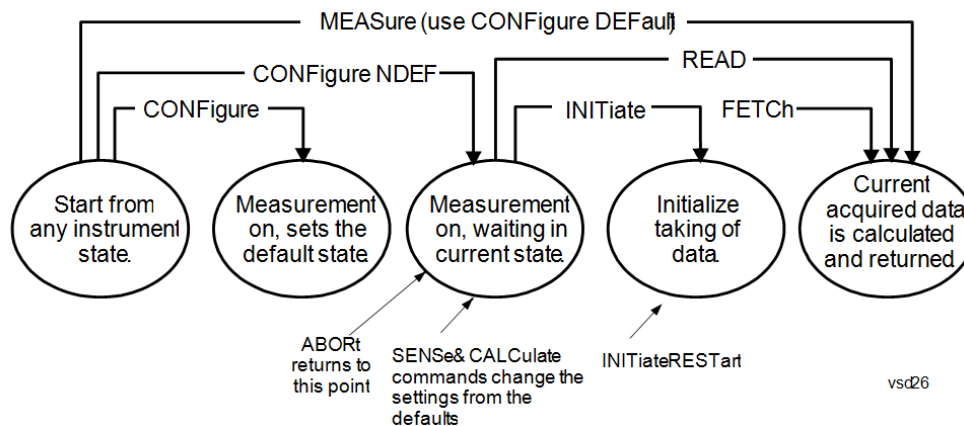 MEASure (use CONFigure DEFault)
CONFigure NDEF
READ
CONFigure
INITiate
FETCh
Start from
any instrument
state.
Measurement
on, sets the
default state.
Measurement
on, waiting in
current state.
Initialize
taking of
data.
Current
acquired data
is calculated
and returned
ABORt
returns to
this point
SENSe& CALCulate
commands change the
settings from the
defaults
INITiateRESTart
vsd26